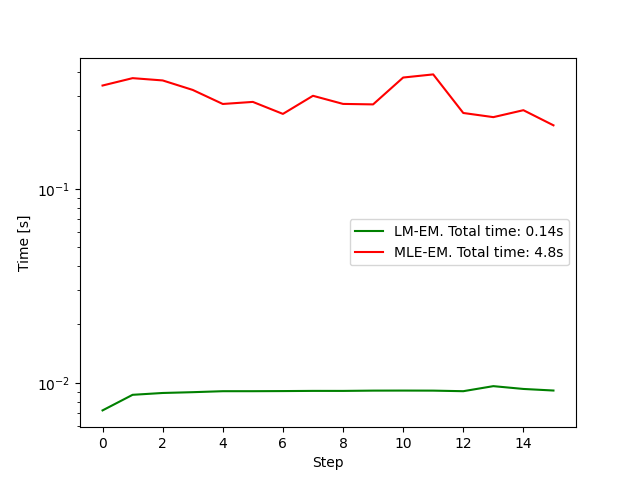 10⁻¹
10⁻²
Time [s]
LM-EM. Total time: 0.14s
MLE-EM. Total time: 4.8s
0 2 4 6 8 10 12 14
Step